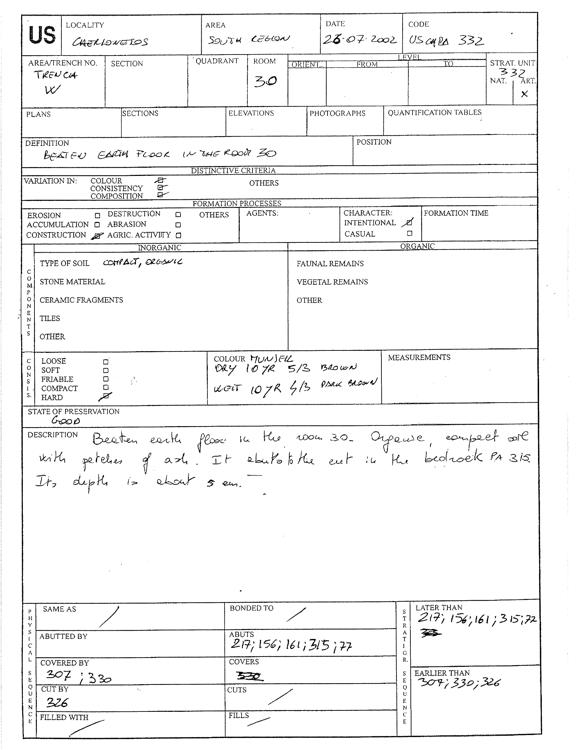 US
LOCALITY
CHERSONESOS
AREA
SOUTH REGION
DATE
26-07-2002
CODE
US 332
AREA/TRENCH NO.
TRENCH
W
SECTION
QUADRANT
ROOM
30
LEVEL
ORIENT. FROM TO
STRAT. UNIT
332
NAT. ART.
x
PLANS
SECTIONS
ELEVATIONS
PHOTOGRAPHS
QUANTIFICATION TABLES
DEFINITION
BEATEN EARTH FLOOR IN THE ROOM 30
POSITION
DISTINCTIVE CRITERIA
VARIATION IN: COLOUR
CONSISTENCY
COMPOSITION
OTHERS
FORMATION PROCESSES
EROSION
ACCUMULATION
CONSTRUCTION
DESTRUCTION
ABRASION
AGRIC. ACTIVITY
OTHERS
AGENTS:
CHARACTER:
INTENTIONAL
CASUAL
FORMATION TIME
COMPONENTS
INORGANIC
TYPE OF SOIL COMPACT, ORGANIC
STONE MATERIAL
CERAMIC FRAGMENTS
TILES
OTHER
ORGANIC
FAUNAL REMAINS
VEGETAL REMAINS
OTHER
CONSIS.
LOOSE
SOFT
FRIABLE
COMPACT
HARD
COLOUR MUNSELL
DRY 10YR 5/3 BROWN
WET 10YR 4/3 DARK BROWN
MEASUREMENTS
STATE OF PRESERVATION
GOOD
DESCRIPTION Beaten earth floor in the room 30. Organic, compact soil
with patches of ash. It abuts to the cut in the bedrock PA 315
Its depth is about 5 cm.
PHYSICAL SEQUENCE
SAME AS /
BONDED TO /
ABUTTED BY
ABUTS
217; 156; 161; 315; 77
COVERED BY
307; 330
COVERS
330
CUT BY
326
CUTS /
FILLED WITH /
FILLS /
STRATIGR. SEQUENCE
LATER THAN
217; 156; 161; 315; 77
EARLIER THAN
307; 330; 326